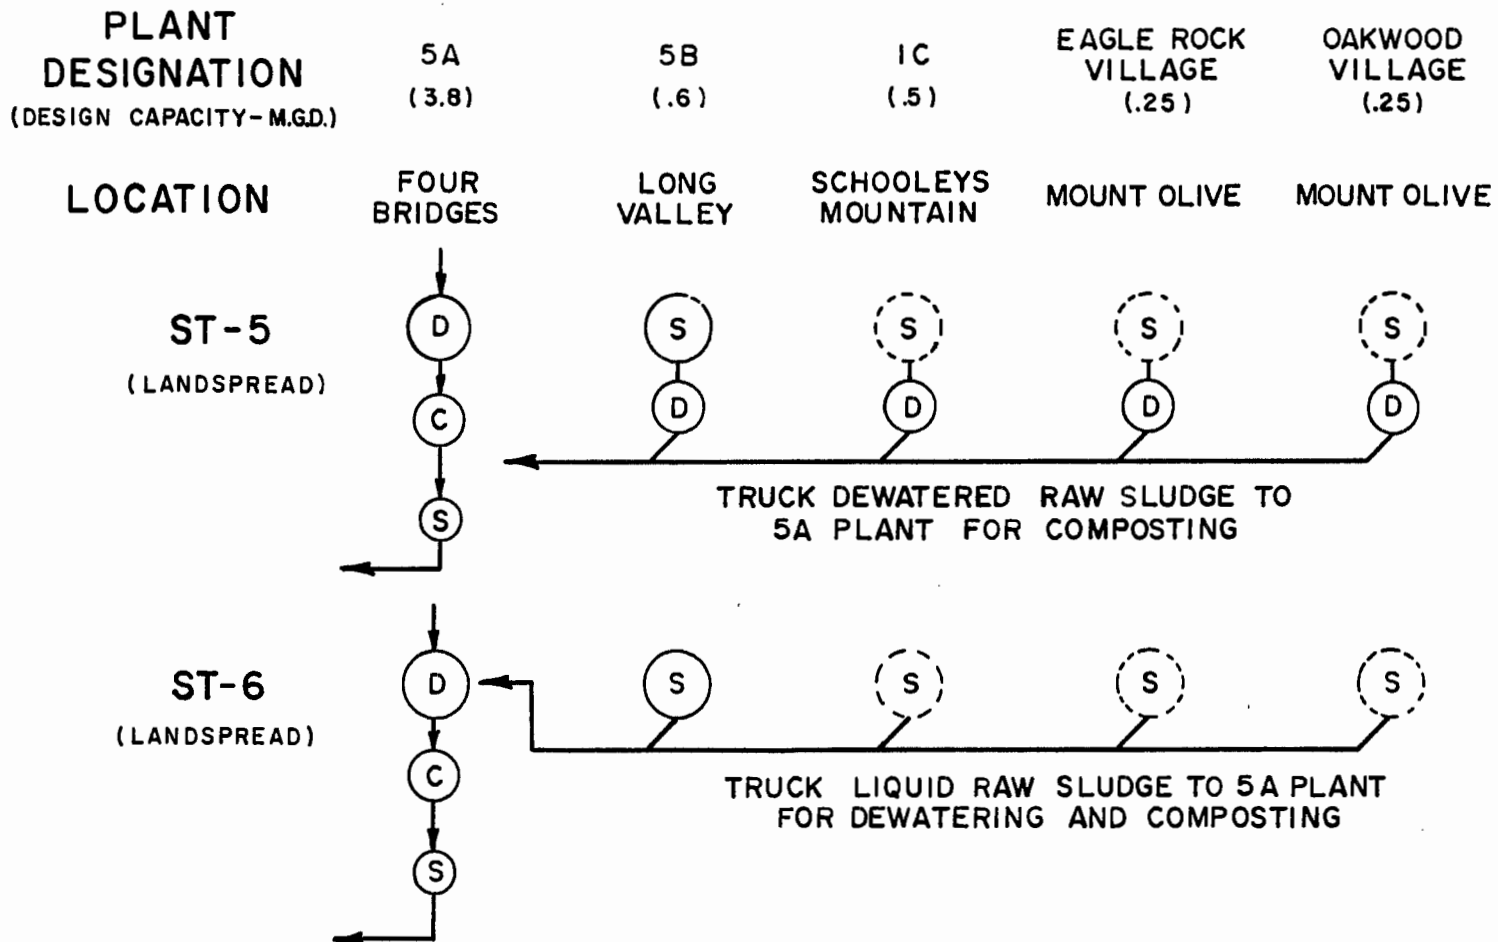 PLANT
DESIGNATION
(DESIGN CAPACITY-M.G.D.)
5A
(3.8)
5B
(.6)
1C
(.5)
EAGLE ROCK
VILLAGE
(.25)
OAKWOOD
VILLAGE
(.25)
LOCATION
FOUR
BRIDGES
LONG
VALLEY
SCHOOLEYS
MOUNTAIN
MOUNT OLIVE
MOUNT OLIVE
ST-5
(LANDSPREAD)
D
S
S
S
S
C
D
D
D
D
S
TRUCK DEWATERED RAW SLUDGE TO
5A PLANT FOR COMPOSTING
ST-6
(LANDSPREAD)
D
S
S
S
S
C
S
TRUCK LIQUID RAW SLUDGE TO 5A PLANT
FOR DEWATERING AND COMPOSTING